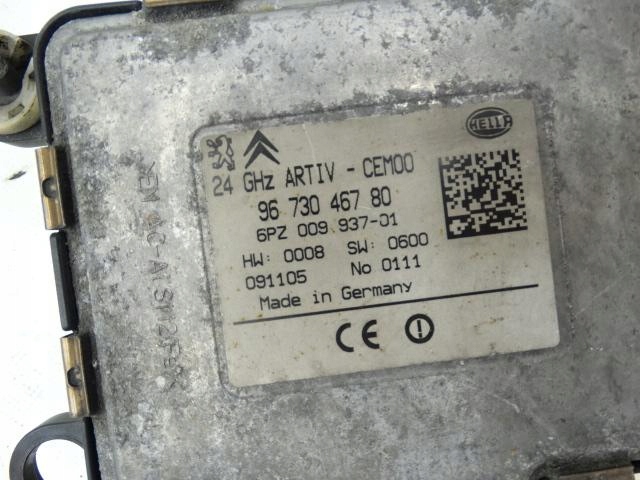 HELLA
24 GHz ARTIV - CEM00
96 730 467 80
6PZ 009 937-01
HW: 0008 SW: 0600
091105 No 0111
Made in Germany
CE